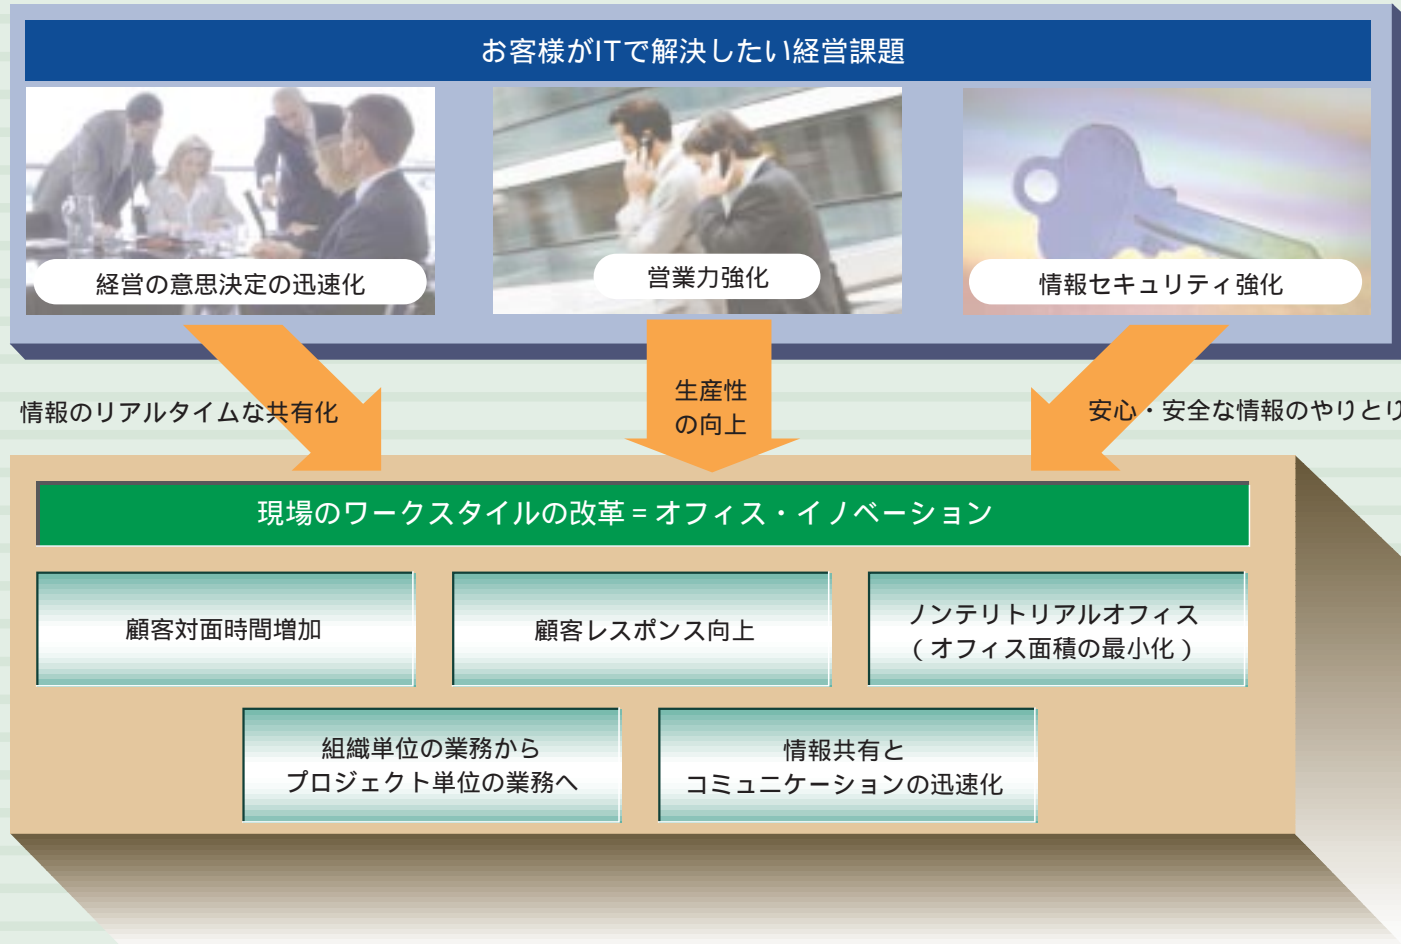 お客様がITで解決したい経営課題
経営の意思決定の迅速化
営業力強化
情報セキュリティ強化
情報のリアルタイムな共有化
生産性
の向上
安心・安全な情報のやりとり
現場のワークスタイルの改革＝オフィス・イノベーション
顧客対面時間増加
顧客レスポンス向上
ノンテリトリアルオフィス
（オフィス面積の最小化）
組織単位の業務から
プロジェクト単位の業務へ
情報共有と
コミュニケーションの迅速化